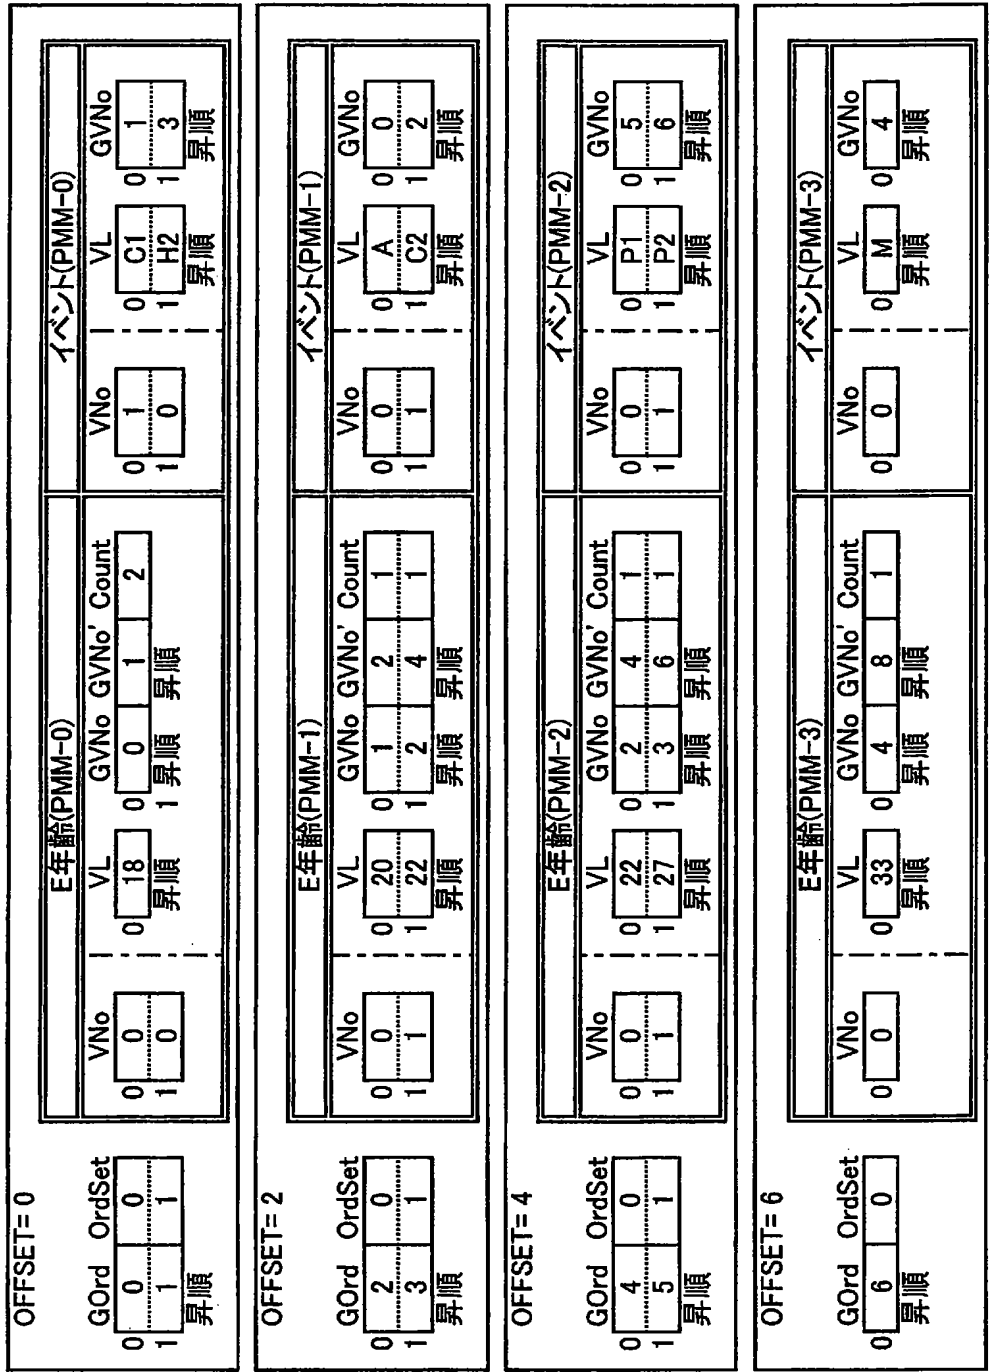 OFFSET= 0
E年齢(PMM-0) イベント(PMM-0)
GOrd OrdSet VNo VL GVNo GVNo' Count VNo VL GVNo
0 0 0 0 0 0 18 0 0 1 2 0 1 0 C1 0 1
1 1 1 1 0 昇順 1 昇順 昇順 1 0 1 H2 1 3
昇順 昇順 昇順
OFFSET= 2
E年齢(PMM-1) イベント(PMM-1)
GOrd OrdSet VNo VL GVNo GVNo' Count VNo VL GVNo
0 2 0 0 0 0 20 0 1 2 1 0 0 0 A 0 0
1 3 1 1 1 1 22 1 2 4 1 1 1 1 C2 1 2
昇順 昇順 昇順 昇順 昇順 昇順
OFFSET= 4
E年齢(PMM-2) イベント(PMM-2)
GOrd OrdSet VNo VL GVNo GVNo' Count VNo VL GVNo
0 4 0 0 0 0 22 0 2 4 1 0 0 0 P1 0 5
1 5 1 1 1 1 27 1 3 6 1 1 1 1 P2 1 6
昇順 昇順 昇順 昇順 昇順 昇順
OFFSET= 6
E年齢(PMM-3) イベント(PMM-3)
GOrd OrdSet VNo VL GVNo GVNo' Count VNo VL GVNo
0 6 0 0 0 0 33 0 4 8 1 0 0 0 M 0 4
昇順 昇順 昇順 昇順 昇順 昇順